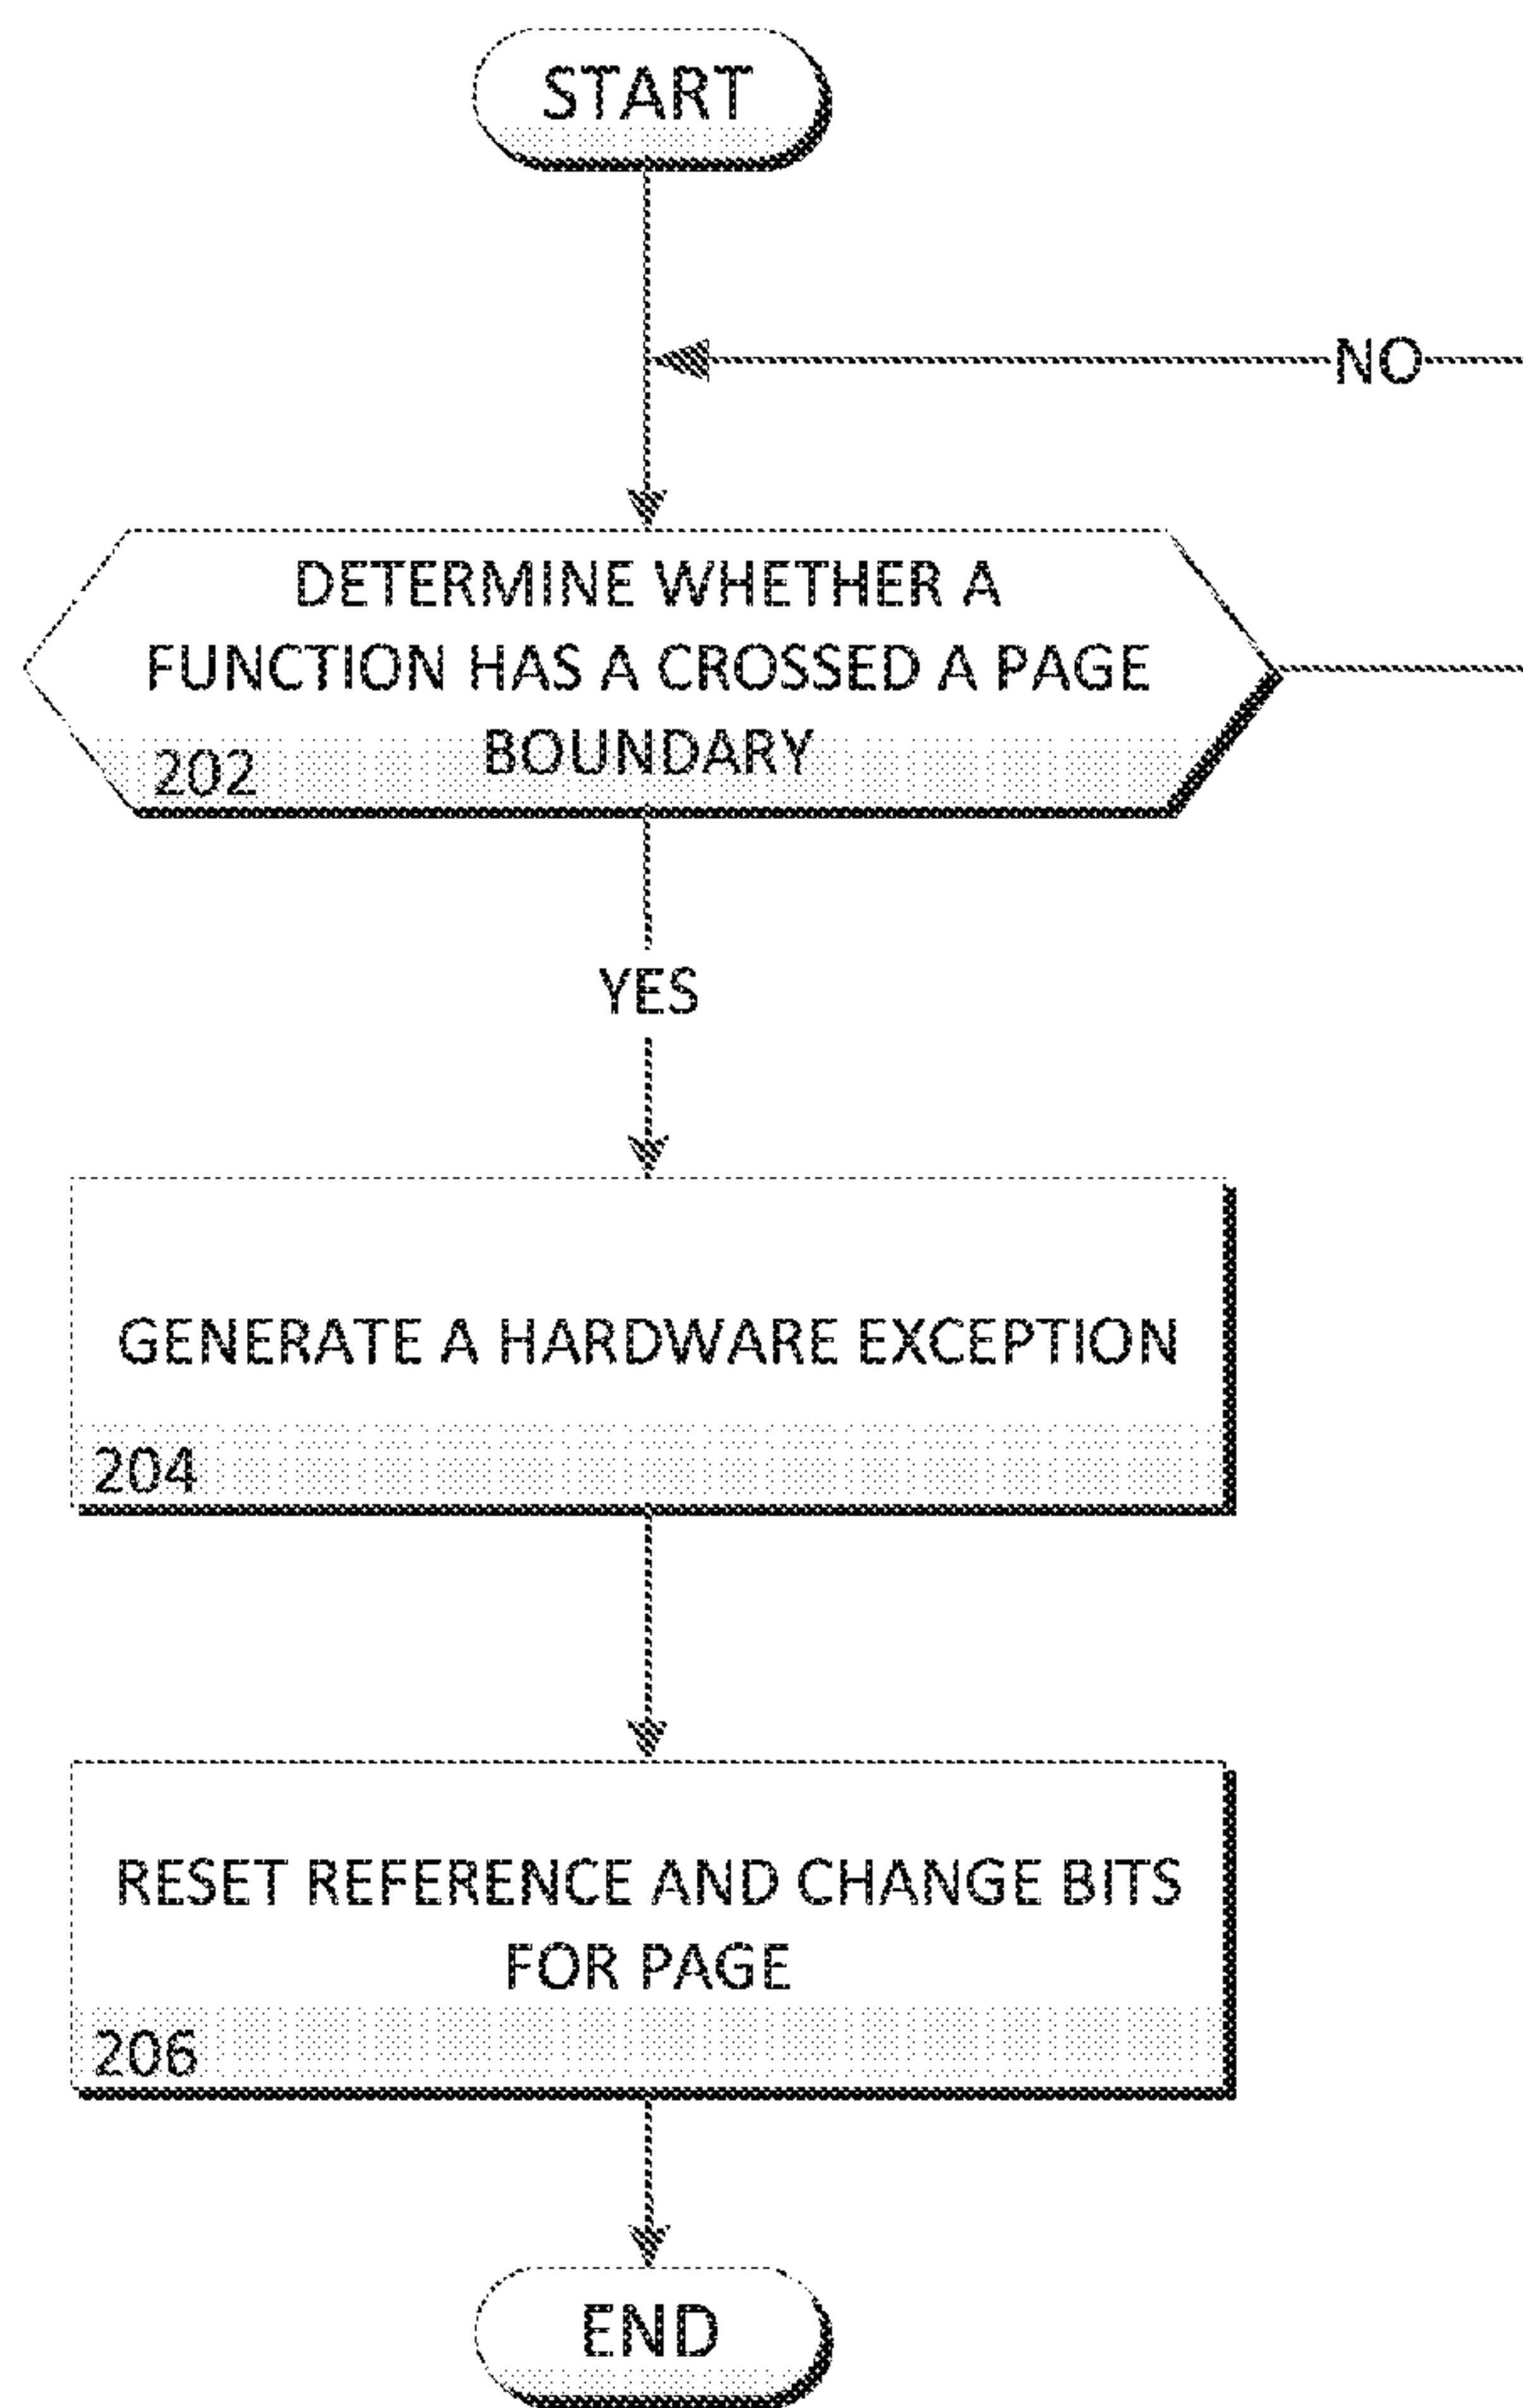 START
NO
DETERMINE WHETHER A
FUNCTION HAS A CROSSED A PAGE
BOUNDARY
202
YES
GENERATE A HARDWARE EXCEPTION
204
RESET REFERENCE AND CHANGE BITS
FOR PAGE
206
END